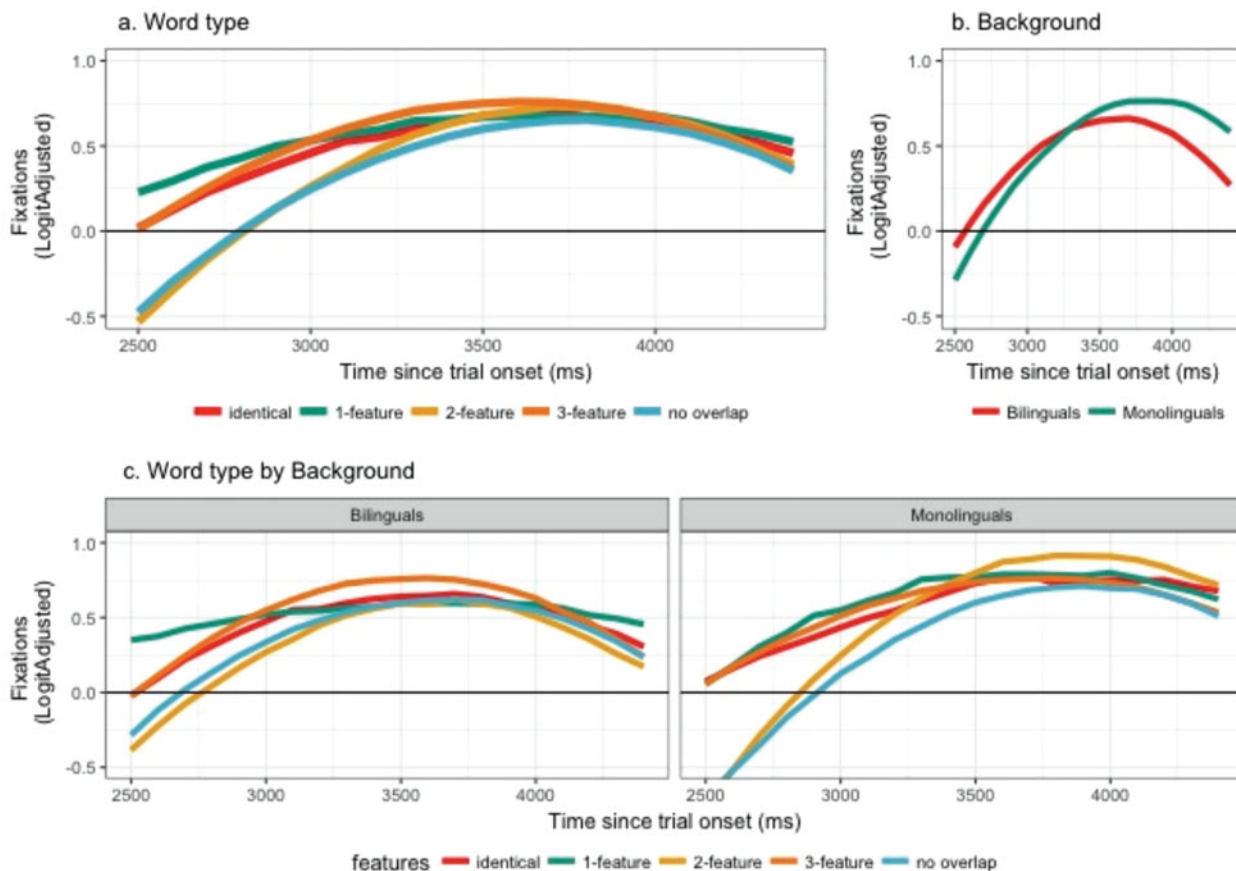 a. Word type
b. Background
1.0
0.5
0.0
-0.5
Fixations
(LogitAdjusted)
2500 3000 3500 4000
Time since trial onset (ms)
identical 1-feature 2-feature 3-feature no overlap
1.0
0.5
0.0
-0.5
Fixations
(LogitAdjusted)
2500 3000 3500 4000
Time since trial onset (ms)
Bilinguals Monolinguals
c. Word type by Background
Bilinguals
Monolinguals
1.0
0.5
0.0
-0.5
Fixations
(LogitAdjusted)
2500 3000 3500 4000
2500 3000 3500 4000
Time since trial onset (ms)
features identical 1-feature 2-feature 3-feature no overlap